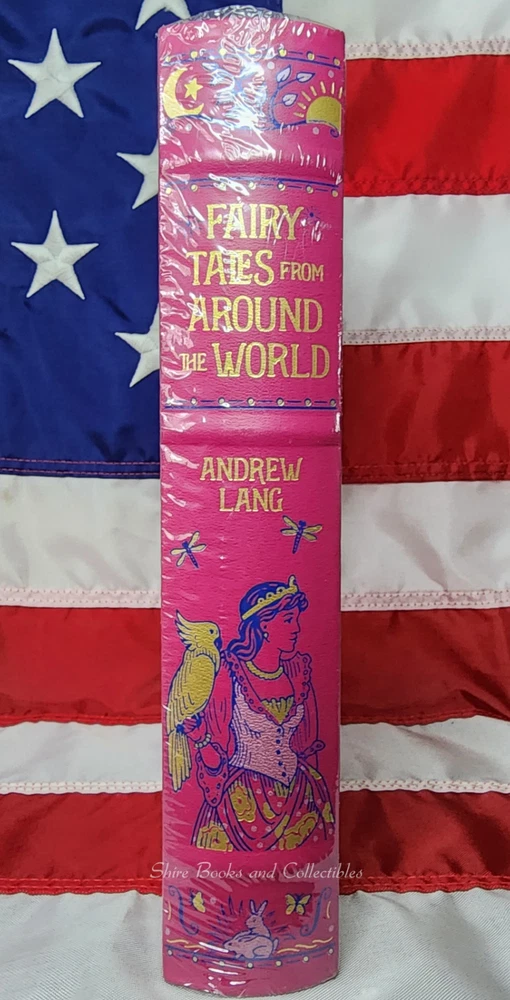 FAIRY
TALES FROM
AROUND
THE WORLD
ANDREW
LANG
Shire Books and Collectibles